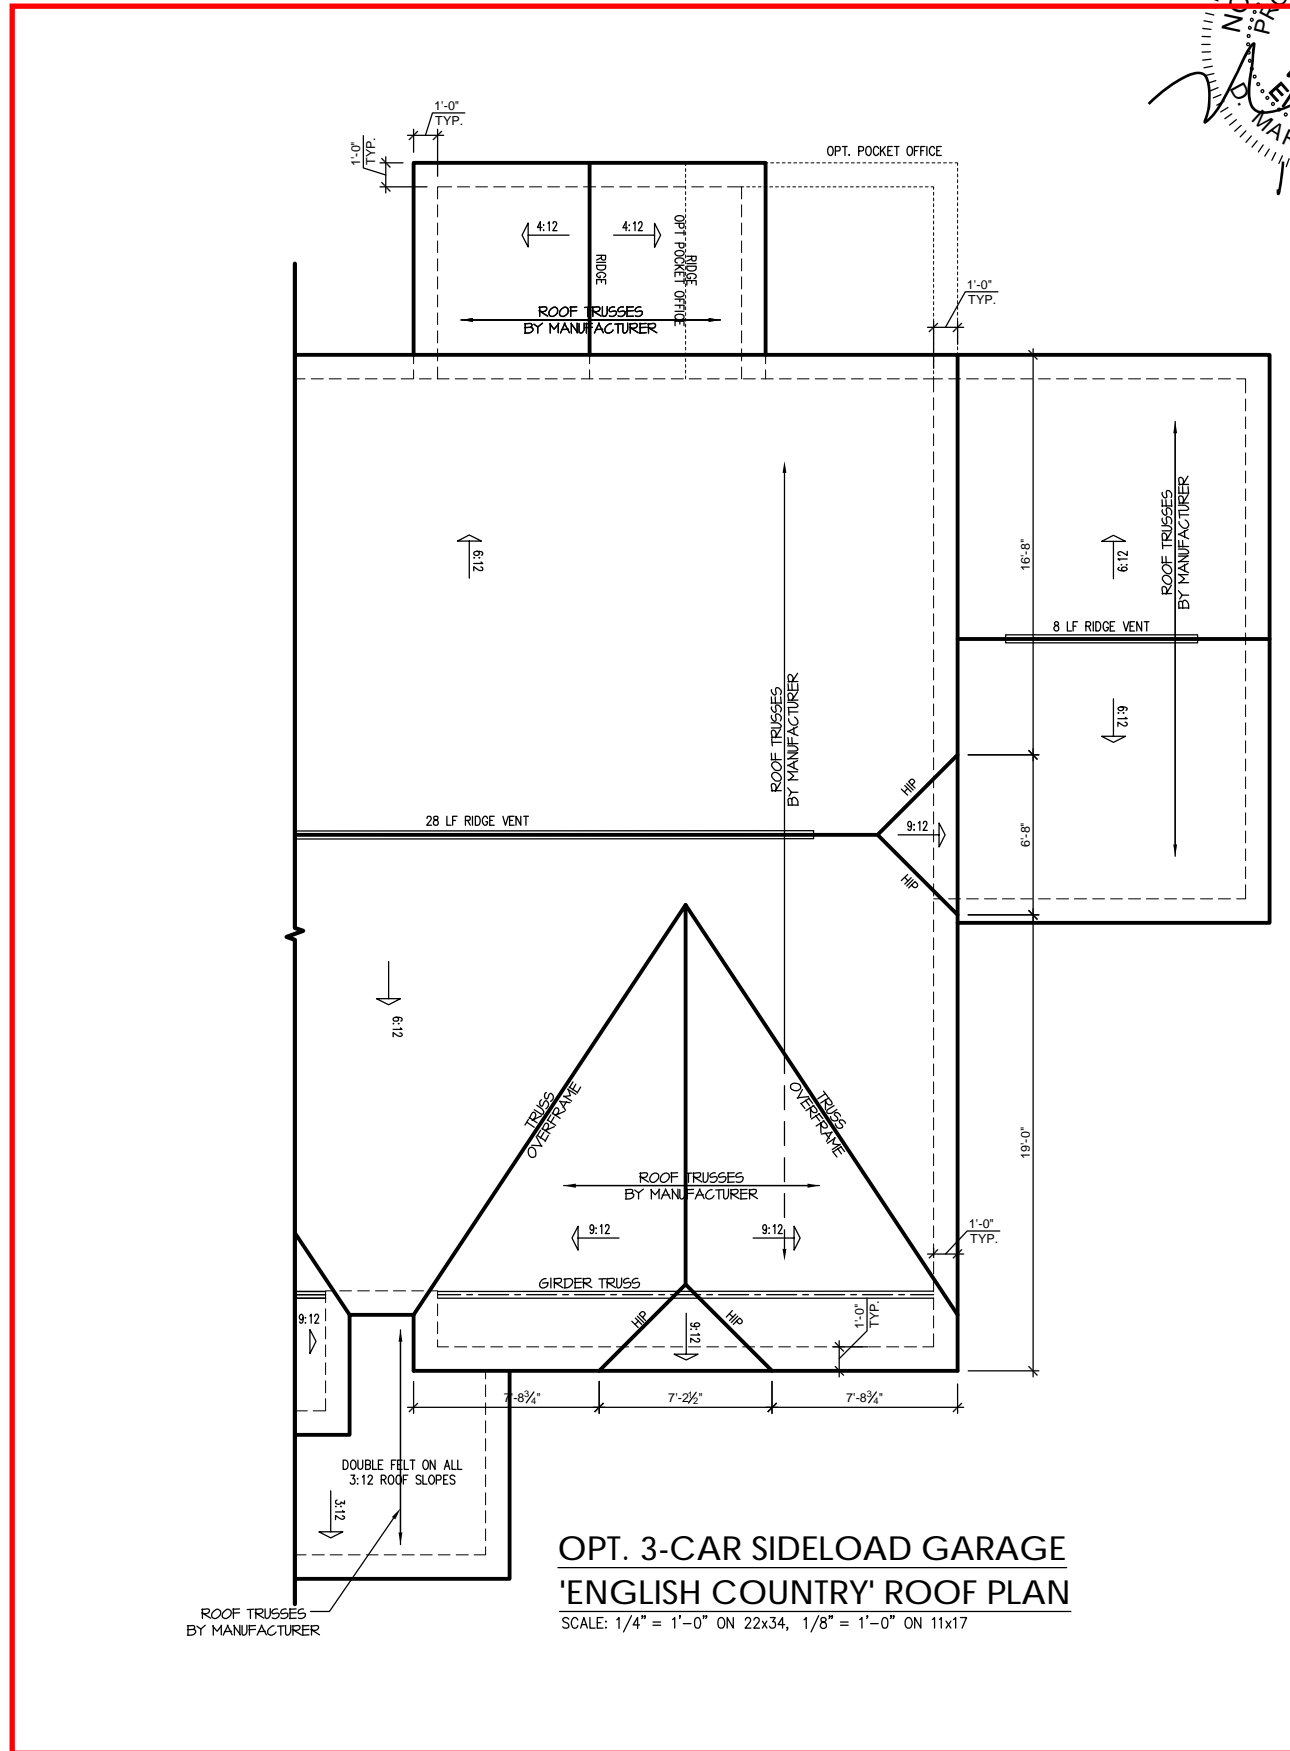 1'-0"
TYP.
1'-0"
TYP.
OPT. POCKET OFFICE
4:12
4:12
RIDGE
RIDGE
OPT POCKET OFFICE
ROOF TRUSSES
BY MANUFACTURER
1'-0"
TYP.
6:12
16'-8"
6:12
ROOF TRUSSES
BY MANUFACTURER
8 LF RIDGE VENT
6:12
ROOF TRUSSES
BY MANUFACTURER
28 LF RIDGE VENT
HIP
9:12
HIP
6'-8"
6:12
TRUSS
OVERFRAME
TRUSS
OVERFRAME
19'-0"
ROOF TRUSSES
BY MANUFACTURER
9:12
9:12
1'-0"
TYP.
GIRDER TRUSS
9:12
HIP
9:12
HIP
1'-0"
TYP.
7'-8¾"
7'-2½"
7'-8¾"
DOUBLE FELT ON ALL
3:12 ROOF SLOPES
3:12
ROOF TRUSSES
BY MANUFACTURER
OPT. 3-CAR SIDELOAD GARAGE
'ENGLISH COUNTRY' ROOF PLAN
SCALE: 1/4" = 1'-0" ON 22x34, 1/8" = 1'-0" ON 11x17